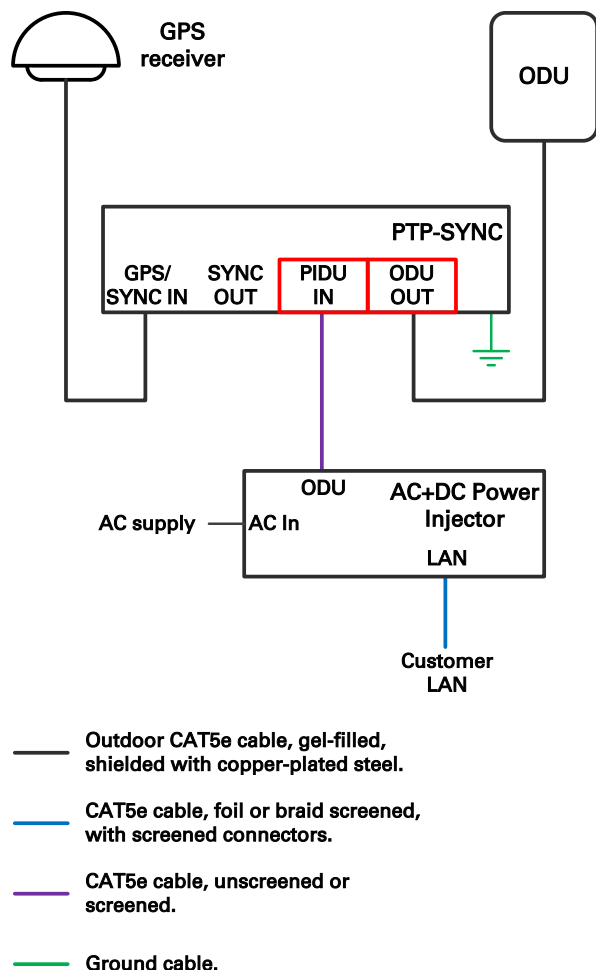 GPS
receiver
ODU
PTP-SYNC
GPS/
SYNC IN
SYNC
OUT
PIDU
IN
ODU
OUT
ODU
AC+DC Power
Injector
AC supply
AC In
LAN
Customer
LAN
Outdoor CAT5e cable, gel-filled,
shielded with copper-plated steel.
CAT5e cable, foil or braid screened,
with screened connectors.
CAT5e cable, unscreened or
screened.
Ground cable.